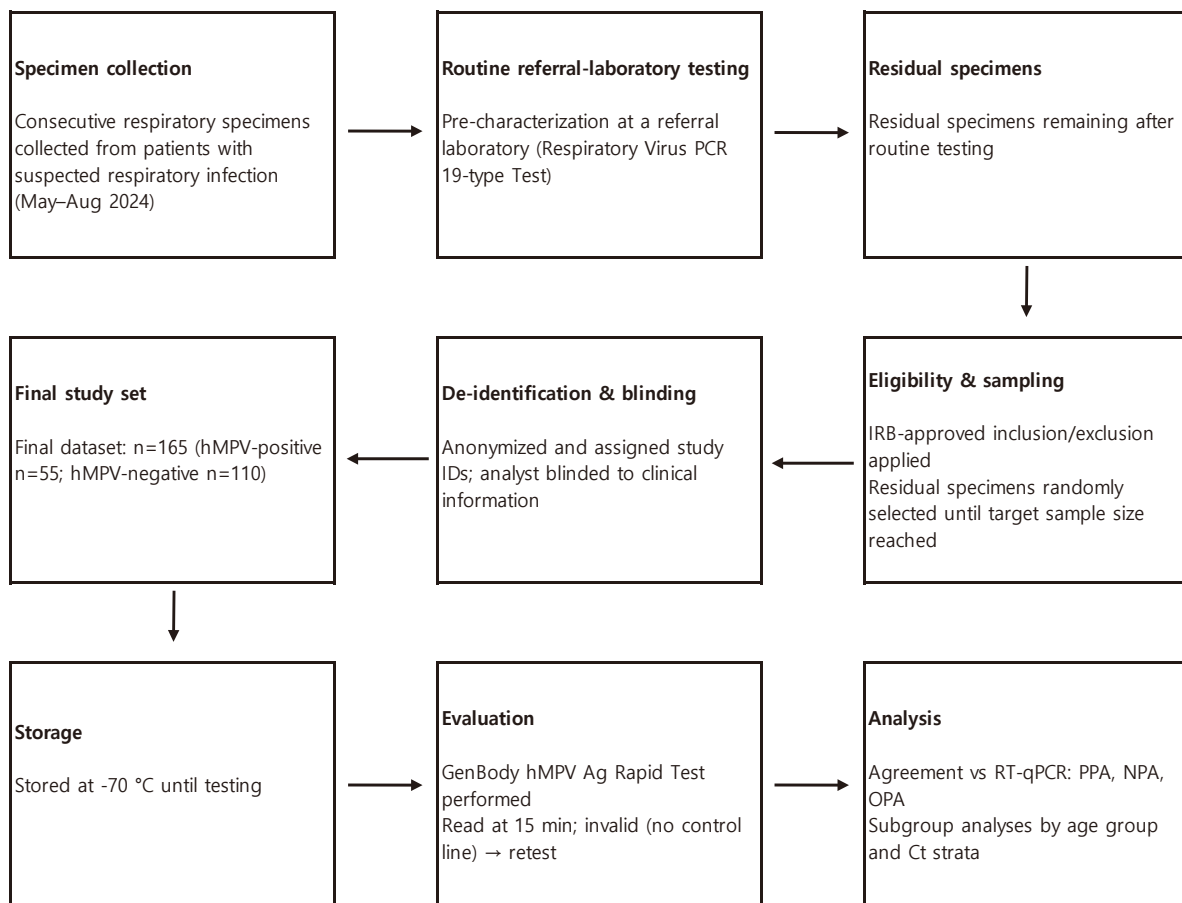 Specimen collection
Consecutive respiratory specimens
collected from patients with
suspected respiratory infection
(May–Aug 2024)
Routine referral-laboratory testing
Pre-characterization at a referral
laboratory (Respiratory Virus PCR
19-type Test)
Residual specimens
Residual specimens remaining after
routine testing
Eligibility & sampling
IRB-approved inclusion/exclusion
applied
Residual specimens randomly
selected until target sample size
reached
De-identification & blinding
Anonymized and assigned study
IDs; analyst blinded to clinical
information
Final study set
Final dataset: n=165 (hMPV-positive
n=55; hMPV-negative n=110)
Storage
Stored at -70 °C until testing
Evaluation
GenBody hMPV Ag Rapid Test
performed
Read at 15 min; invalid (no control
line) → retest
Analysis
Agreement vs RT-qPCR: PPA, NPA,
OPA
Subgroup analyses by age group
and Ct strata